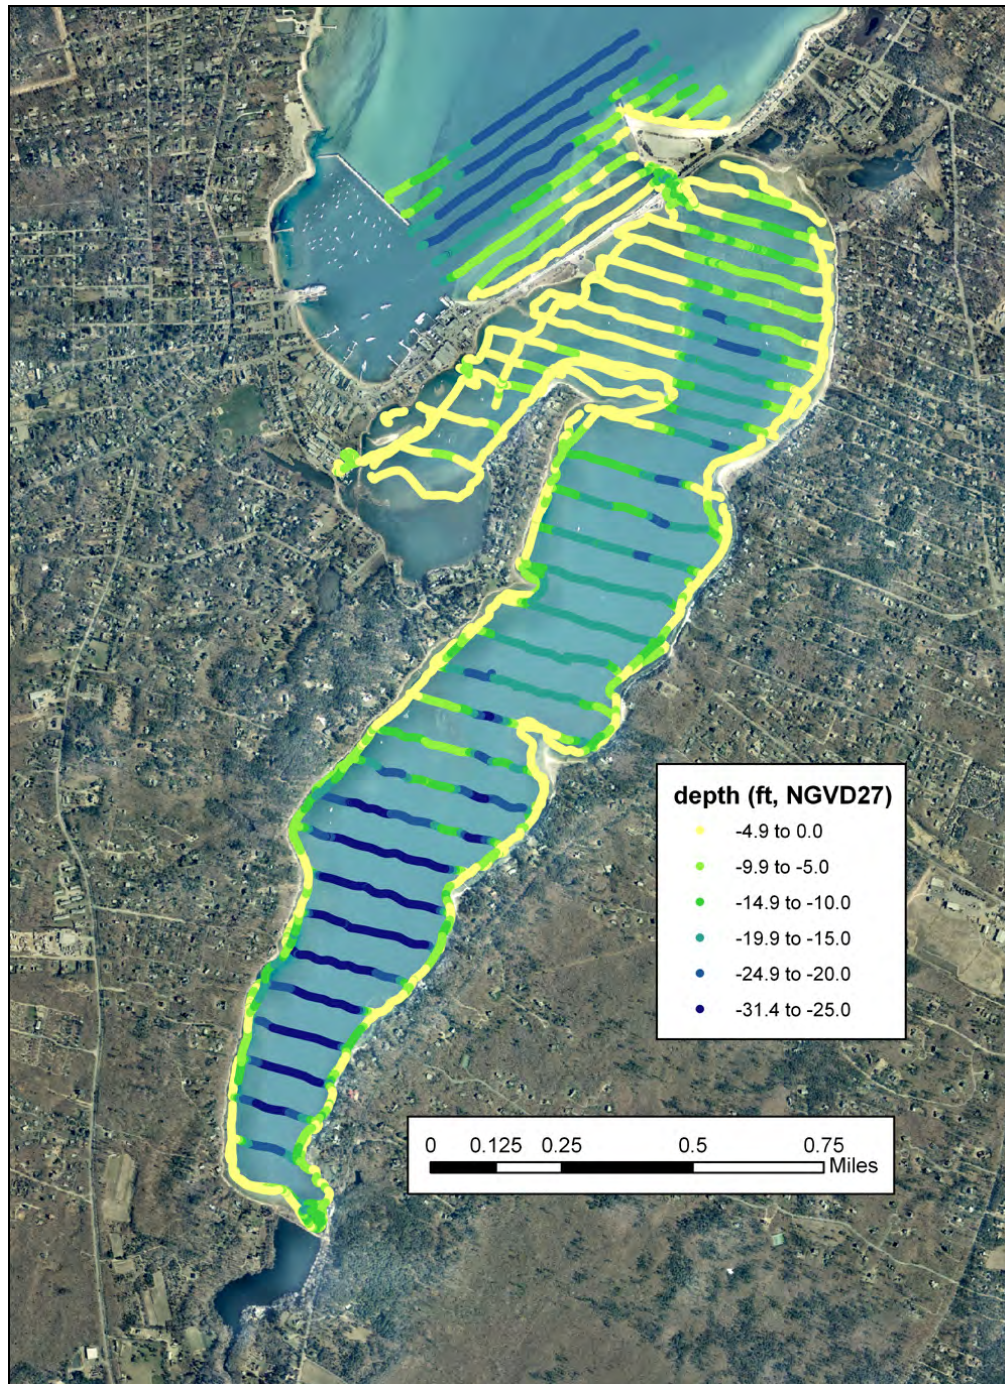 depth (ft, NGVD27)
-4.9 to 0.0
-9.9 to -5.0
-14.9 to -10.0
-19.9 to -15.0
-24.9 to -20.0
-31.4 to -25.0
0 0.125 0.25 0.5 0.75
Miles